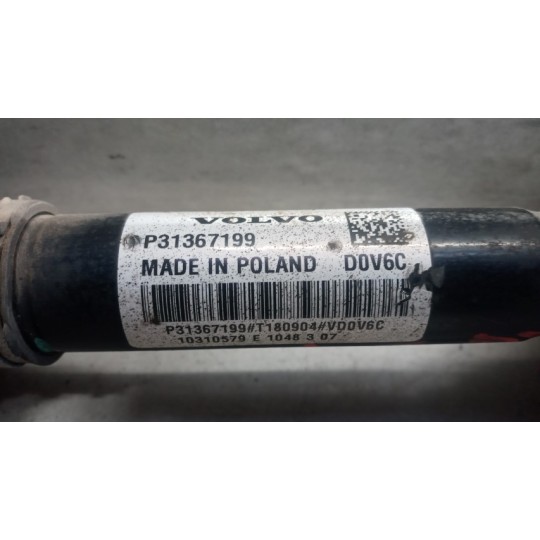 VOLVO
P31367199
MADE IN POLAND D0V6C
P31367199#T180904#VD0V6C
10310579 E 1048 3 07